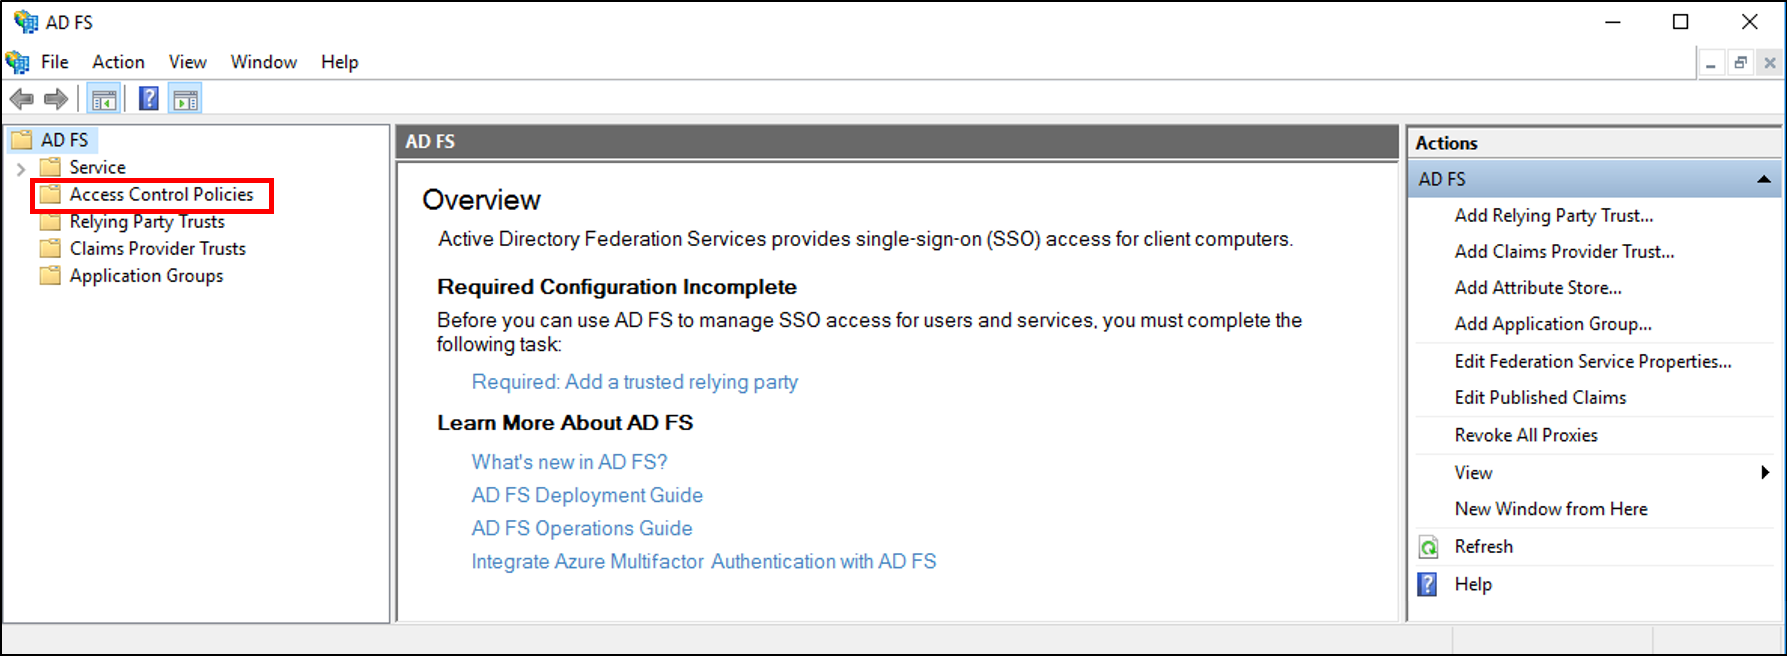 AD FS
File Action View Window Help
AD FS
Service
Access Control Policies
Relying Party Trusts
Claims Provider Trusts
Application Groups
AD FS
Overview
Active Directory Federation Services provides single-sign-on (SSO) access for client computers.
Required Configuration Incomplete
Before you can use AD FS to manage SSO access for users and services, you must complete the
following task:
Required: Add a trusted relying party
Learn More About AD FS
What's new in AD FS?
AD FS Deployment Guide
AD FS Operations Guide
Integrate Azure Multifactor Authentication with AD FS
Actions
AD FS
Add Relying Party Trust...
Add Claims Provider Trust...
Add Attribute Store...
Add Application Group...
Edit Federation Service Properties...
Edit Published Claims
Revoke All Proxies
View
New Window from Here
Refresh
Help